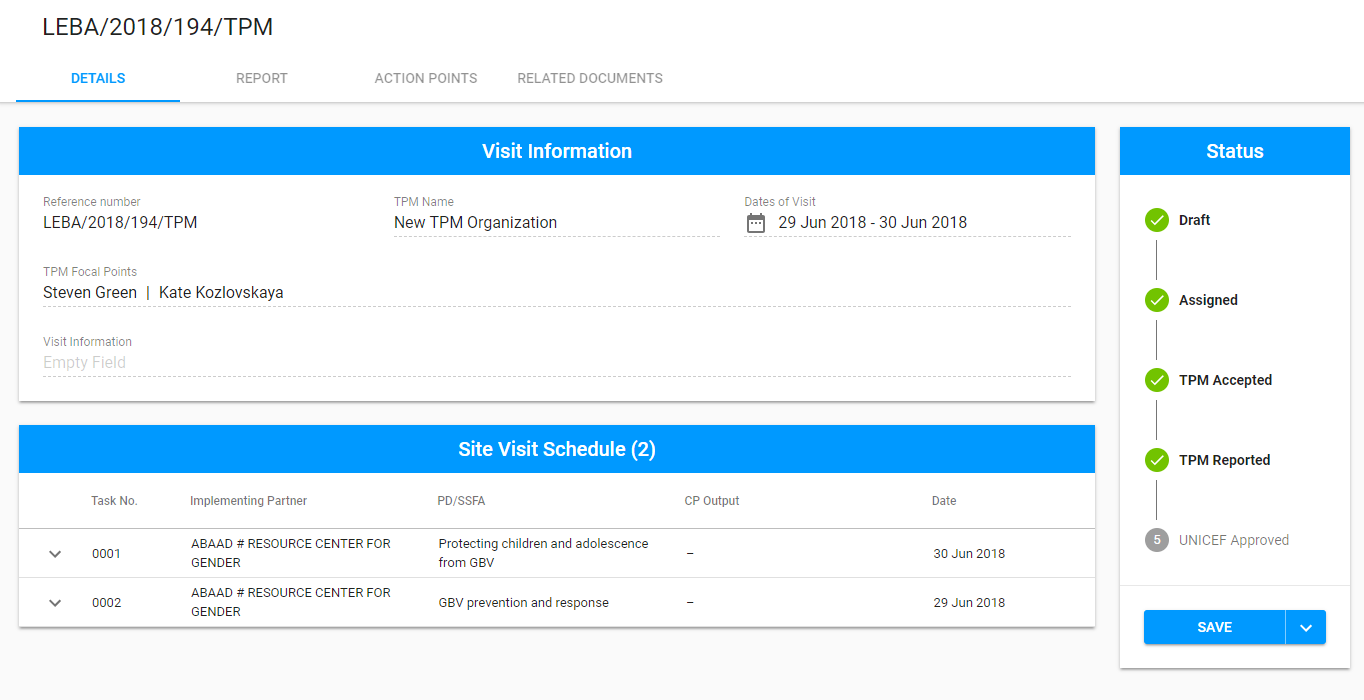 LEBA/2018/194/TPM
DETAILS REPORT ACTION POINTS RELATED DOCUMENTS
Visit Information
Reference number TPM Name Dates of Visit
LEBA/2018/194/TPM New TPM Organization 29 Jun 2018 - 30 Jun 2018
TPM Focal Points
Steven Green | Kate Kozlovskaya
Visit Information
Empty Field
Site Visit Schedule (2)
Task No. Implementing Partner PD/SSFA CP Output Date
0001 ABAAD # RESOURCE CENTER FOR Protecting children and adolescence – 30 Jun 2018
GENDER from GBV
0002 ABAAD # RESOURCE CENTER FOR GBV prevention and response – 29 Jun 2018
GENDER
Status
Draft
Assigned
TPM Accepted
TPM Reported
5 UNICEF Approved
SAVE